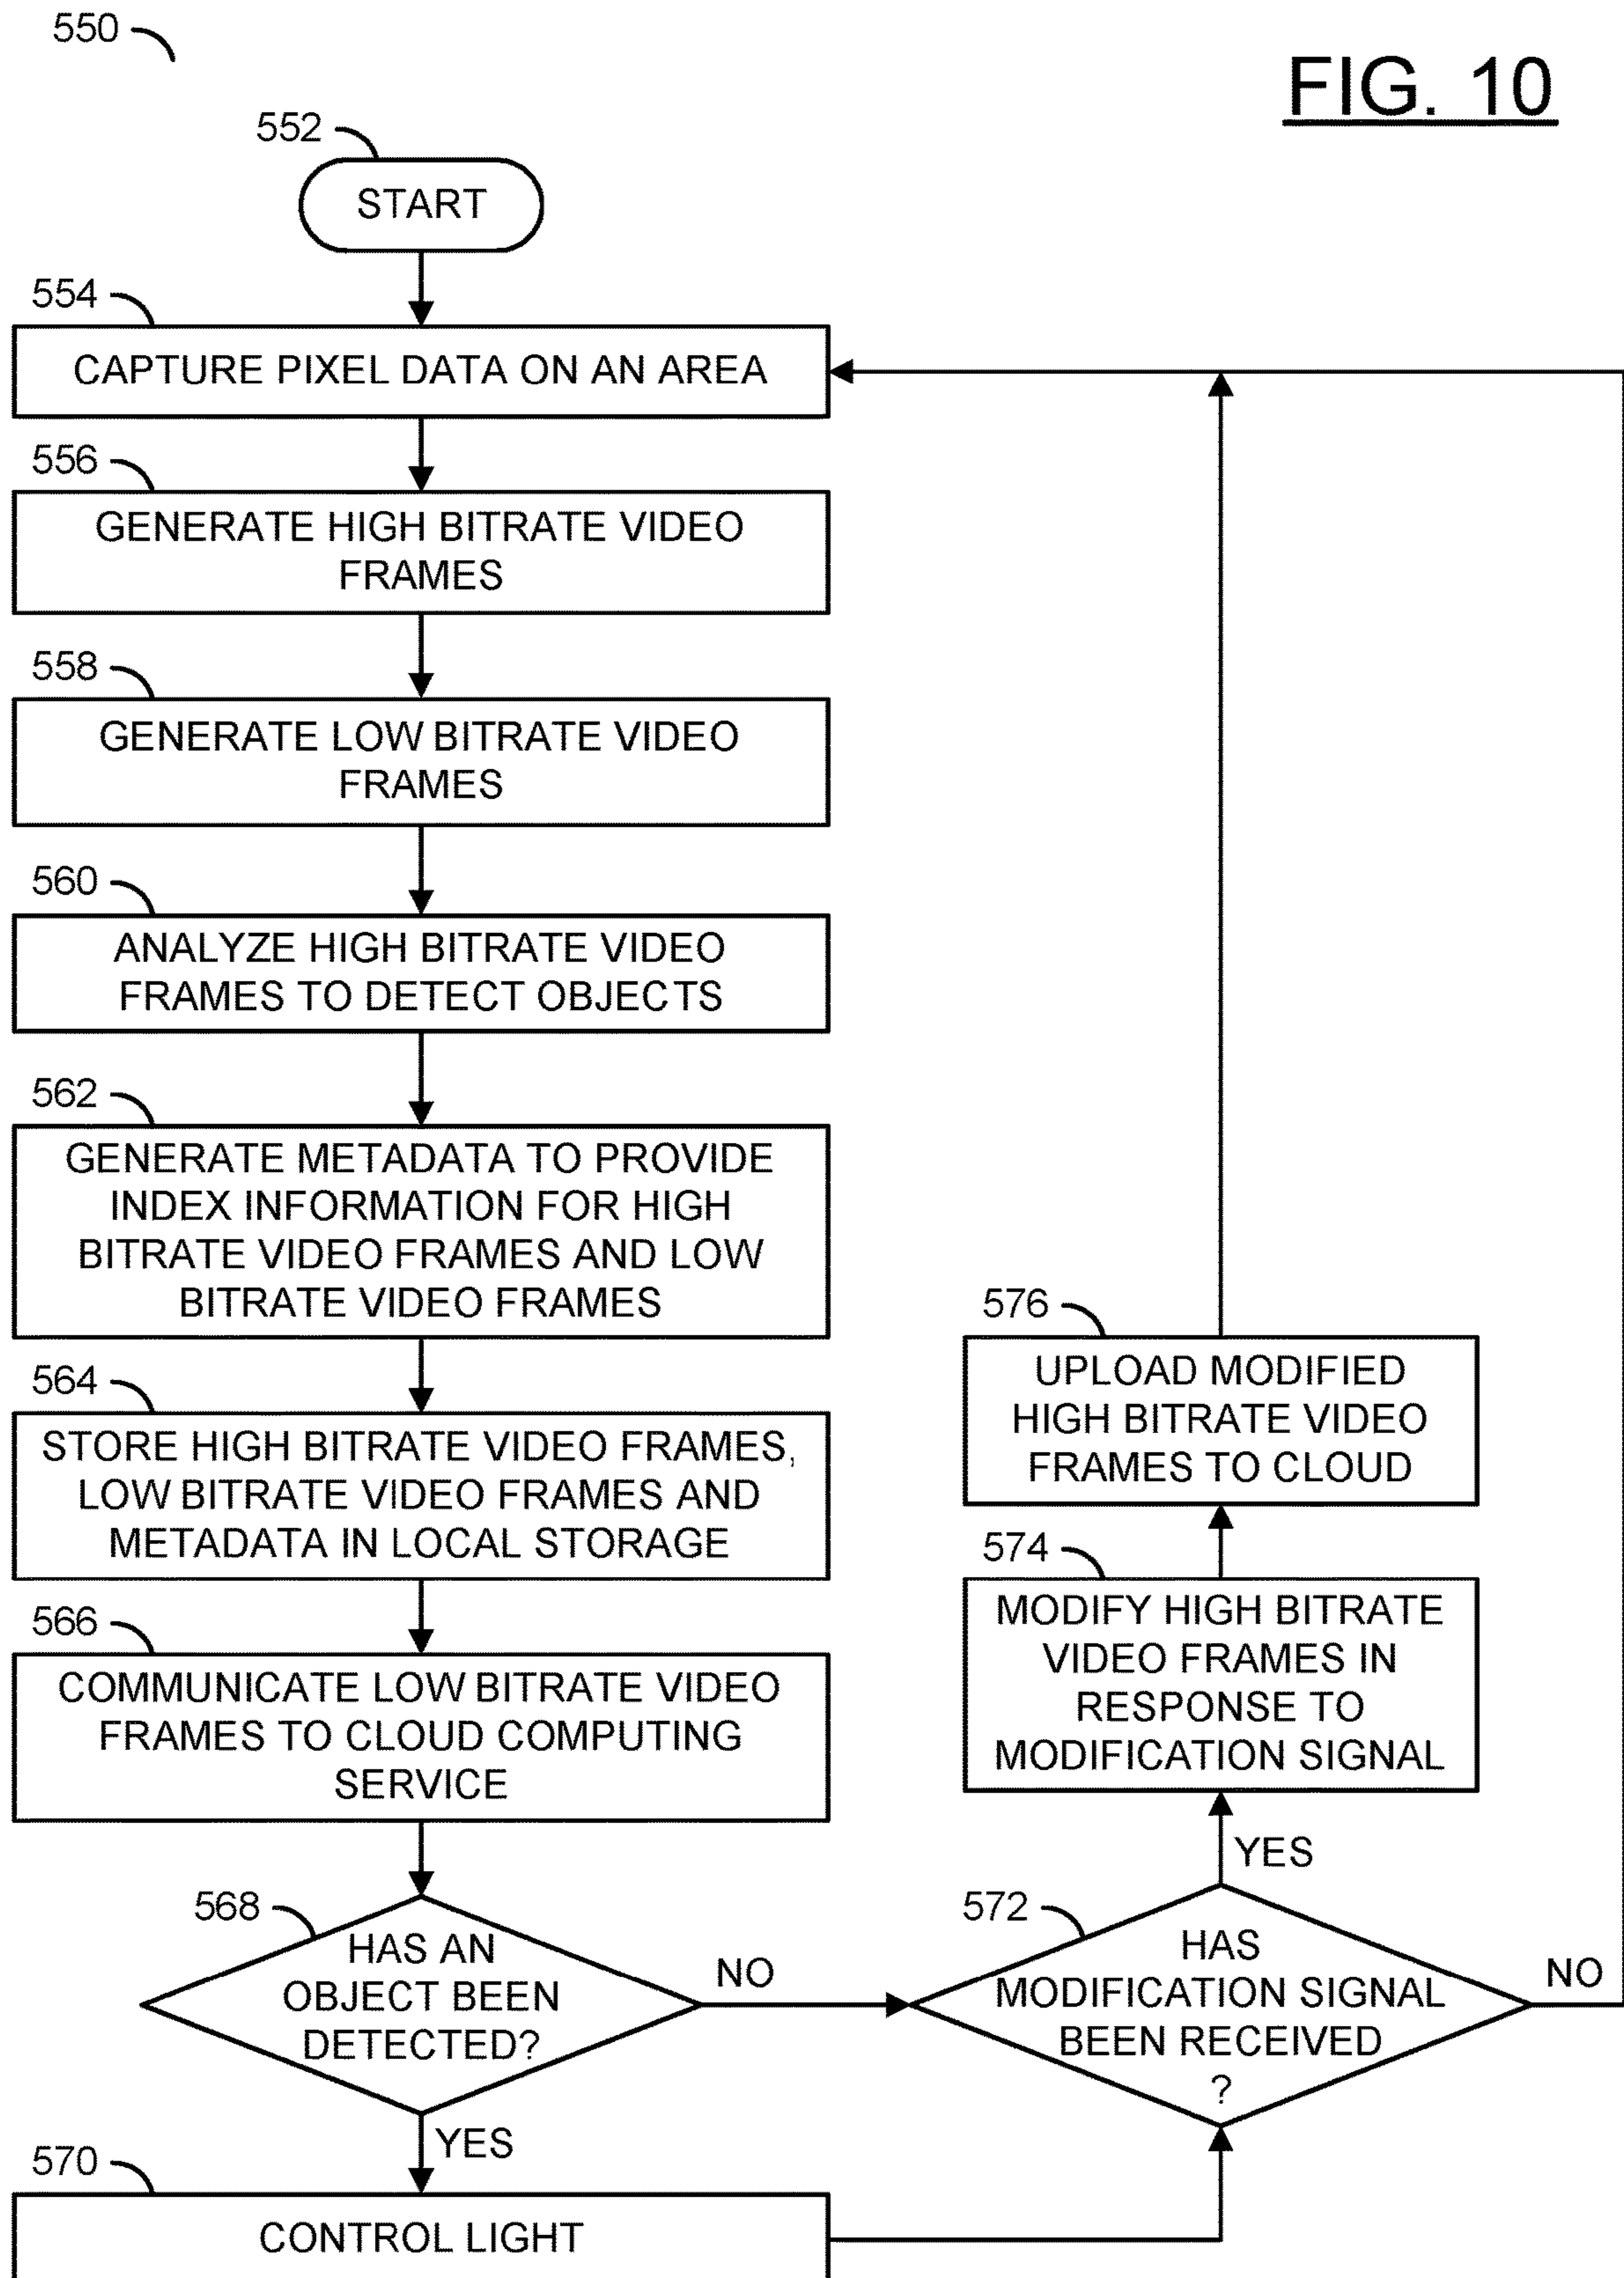 550
FIG. 10
552
START
554
CAPTURE PIXEL DATA ON AN AREA
556
GENERATE HIGH BITRATE VIDEO
FRAMES
558
GENERATE LOW BITRATE VIDEO
FRAMES
560
ANALYZE HIGH BITRATE VIDEO
FRAMES TO DETECT OBJECTS
562
GENERATE METADATA TO PROVIDE
INDEX INFORMATION FOR HIGH
BITRATE VIDEO FRAMES AND LOW
BITRATE VIDEO FRAMES
564
STORE HIGH BITRATE VIDEO FRAMES,
LOW BITRATE VIDEO FRAMES AND
METADATA IN LOCAL STORAGE
566
COMMUNICATE LOW BITRATE VIDEO
FRAMES TO CLOUD COMPUTING
SERVICE
568
HAS AN
OBJECT BEEN
DETECTED?
NO
YES
570
CONTROL LIGHT
572
HAS
MODIFICATION SIGNAL
BEEN RECEIVED
?
NO
YES
574
MODIFY HIGH BITRATE
VIDEO FRAMES IN
RESPONSE TO
MODIFICATION SIGNAL
576
UPLOAD MODIFIED
HIGH BITRATE VIDEO
FRAMES TO CLOUD